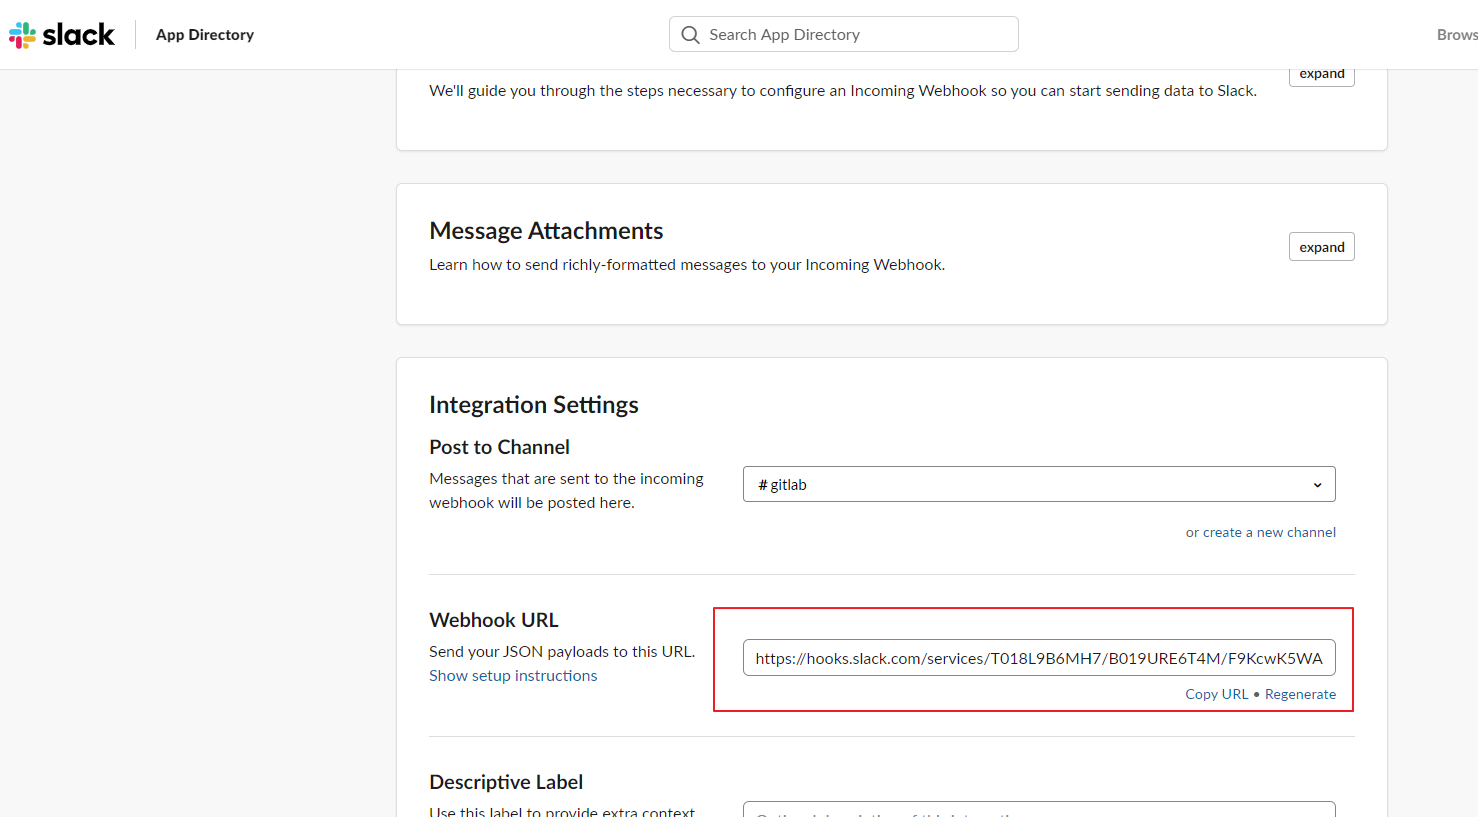 slack App Directory Search App Directory Brows
expand
We'll guide you through the steps necessary to configure an Incoming Webhook so you can start sending data to Slack.
Message Attachments
expand
Learn how to send richly-formatted messages to your Incoming Webhook.
Integration Settings
Post to Channel
Messages that are sent to the incoming
webhook will be posted here.
# gitlab
or create a new channel
Webhook URL
Send your JSON payloads to this URL.
Show setup instructions
https://hooks.slack.com/services/T018L9B6MH7/B019URE6T4M/F9KcwK5WA
Copy URL • Regenerate
Descriptive Label
Use this label to provide extra context